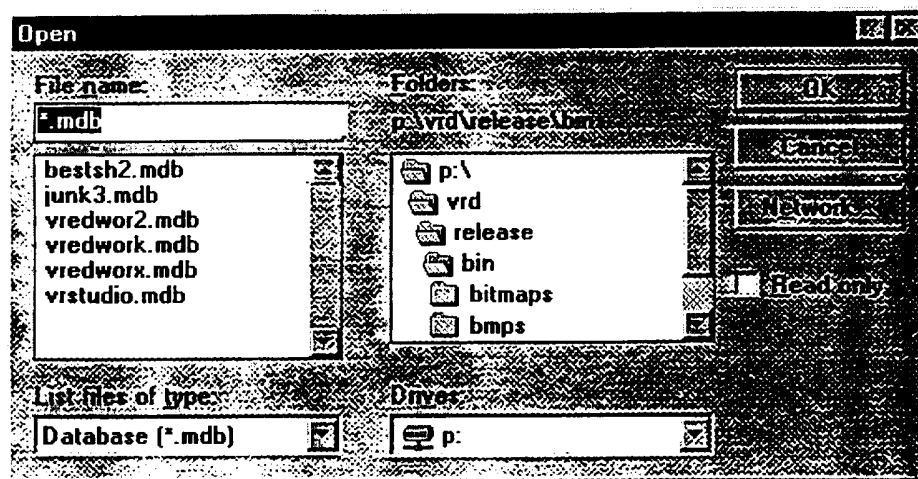 Open
File name:
*.mdb
bestsh2.mdb
junk3.mdb
vredwor2.mdb
vredwork.mdb
vredworx.mdb
vrstudio.mdb
List files of type:
Database (*.mdb)
Folders:
p:\vrd\release\bin
p:\
vrd
release
bin
bitmaps
bmps
Drives:
p:
OK
Cancel
Network...
Read only